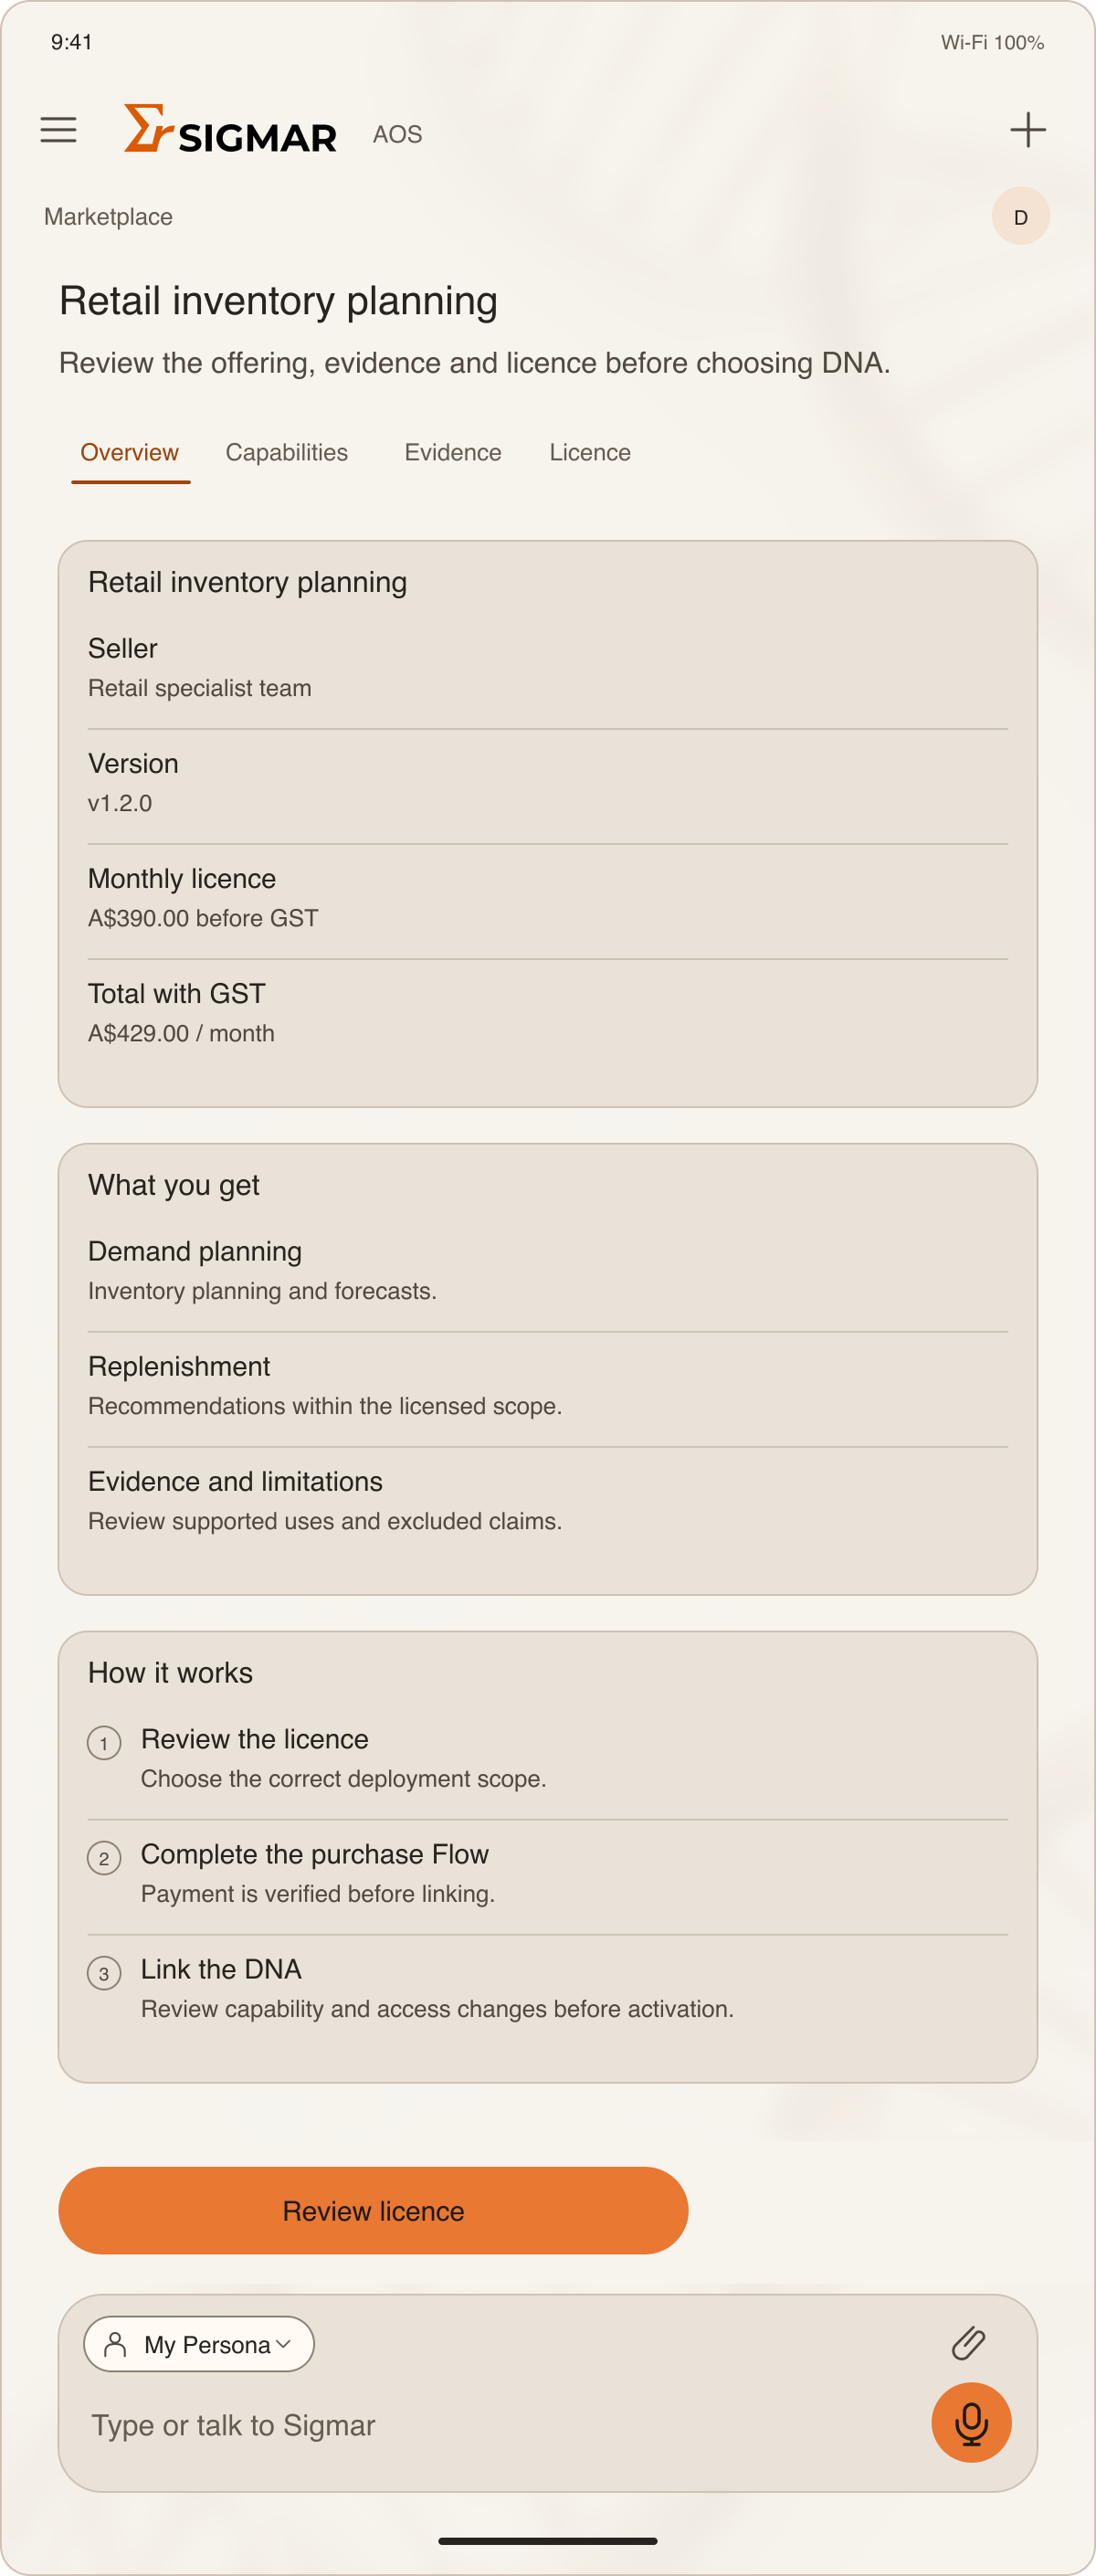 9:41
Wi-Fi 100%
Σr SIGMAR AOS
Marketplace
D
Retail inventory planning
Review the offering, evidence and licence before choosing DNA.
Overview Capabilities Evidence Licence
Retail inventory planning
Seller
Retail specialist team
Version
v1.2.0
Monthly licence
A$390.00 before GST
Total with GST
A$429.00 / month
What you get
Demand planning
Inventory planning and forecasts.
Replenishment
Recommendations within the licensed scope.
Evidence and limitations
Review supported uses and excluded claims.
How it works
1 Review the licence
Choose the correct deployment scope.
2 Complete the purchase Flow
Payment is verified before linking.
3 Link the DNA
Review capability and access changes before activation.
Review licence
My Persona
Type or talk to Sigmar